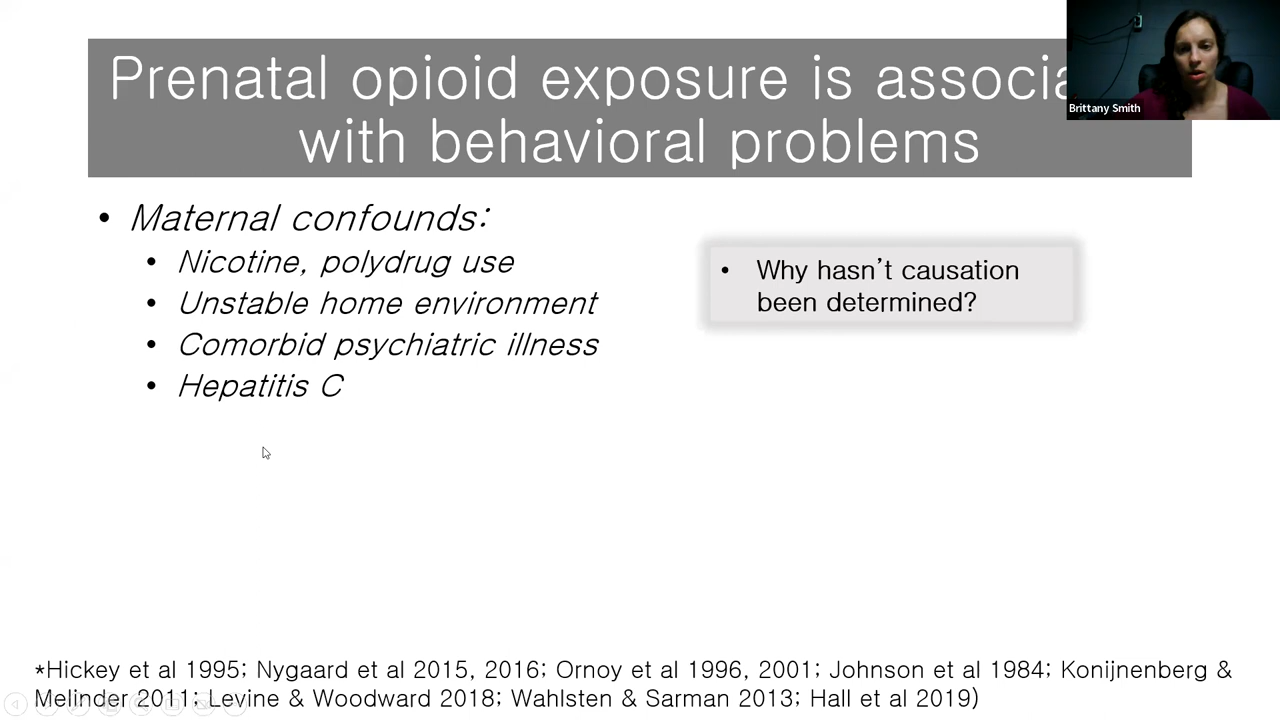 Prenatal opioid exposure is associa
with behavioral problems
Brittany Smith
• Maternal confounds:
• Nicotine, polydrug use
• Unstable home environment
• Comorbid psychiatric illness
• Hepatitis C
• Why hasn't causation
been determined?
*Hickey et al 1995; Nygaard et al 2015, 2016; Ornoy et al 1996, 2001; Johnson et al 1984; Konijnenberg &
Melinder 2011; Levine & Woodward 2018; Wahlsten & Sarman 2013; Hall et al 2019)